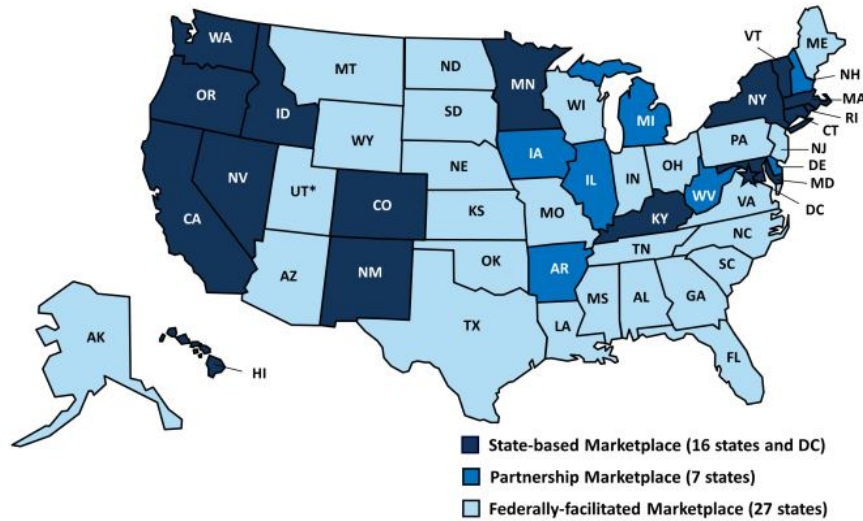 WA
MT
ND
MN
VT
ME
NH
OR
ID
SD
WI
MI
NY
MA
RI
CT
WY
IA
PA
NJ
NE
OH
DE
NV
UT*
IL
IN
MD
CO
WV
VA
DC
CA
KS
MO
KY
NC
TN
AZ
NM
OK
AR
SC
MS
AL
GA
AK
TX
LA
HI
FL
State-based Marketplace (16 states and DC)
Partnership Marketplace (7 states)
Federally-facilitated Marketplace (27 states)